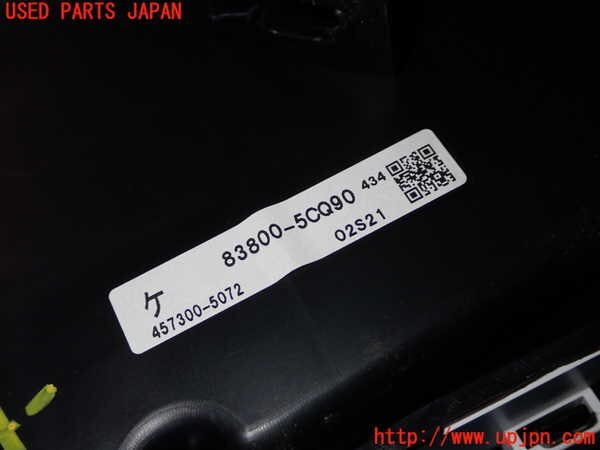 USED PARTS JAPAN
83800-5CQ90 434
02S21
ケ
457300-5072
http://www.upjpn.com/